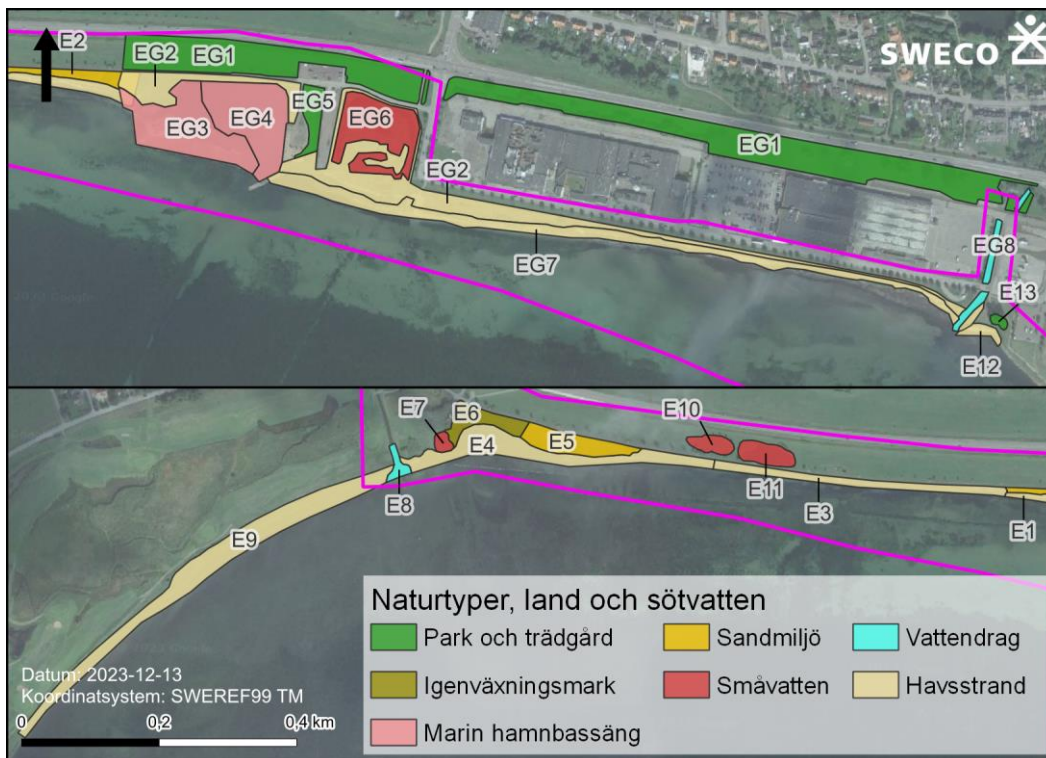 E2
EG2
EG1
SWECO
EG5
EG3
EG4
EG6
EG1
EG2
EG7
EG8
E13
E12
E7
E6
E10
E4
E5
E11
E8
E3
E1
E9
Naturtyper, land och sötvatten
Park och trädgård
Sandmiljö
Vattendrag
Igenväxningsmark
Småvatten
Havsstrand
Marin hamnbassäng
Datum: 2023-12-13
Koordinatsystem: SWEREF99 TM
0 0,2 0,4 km